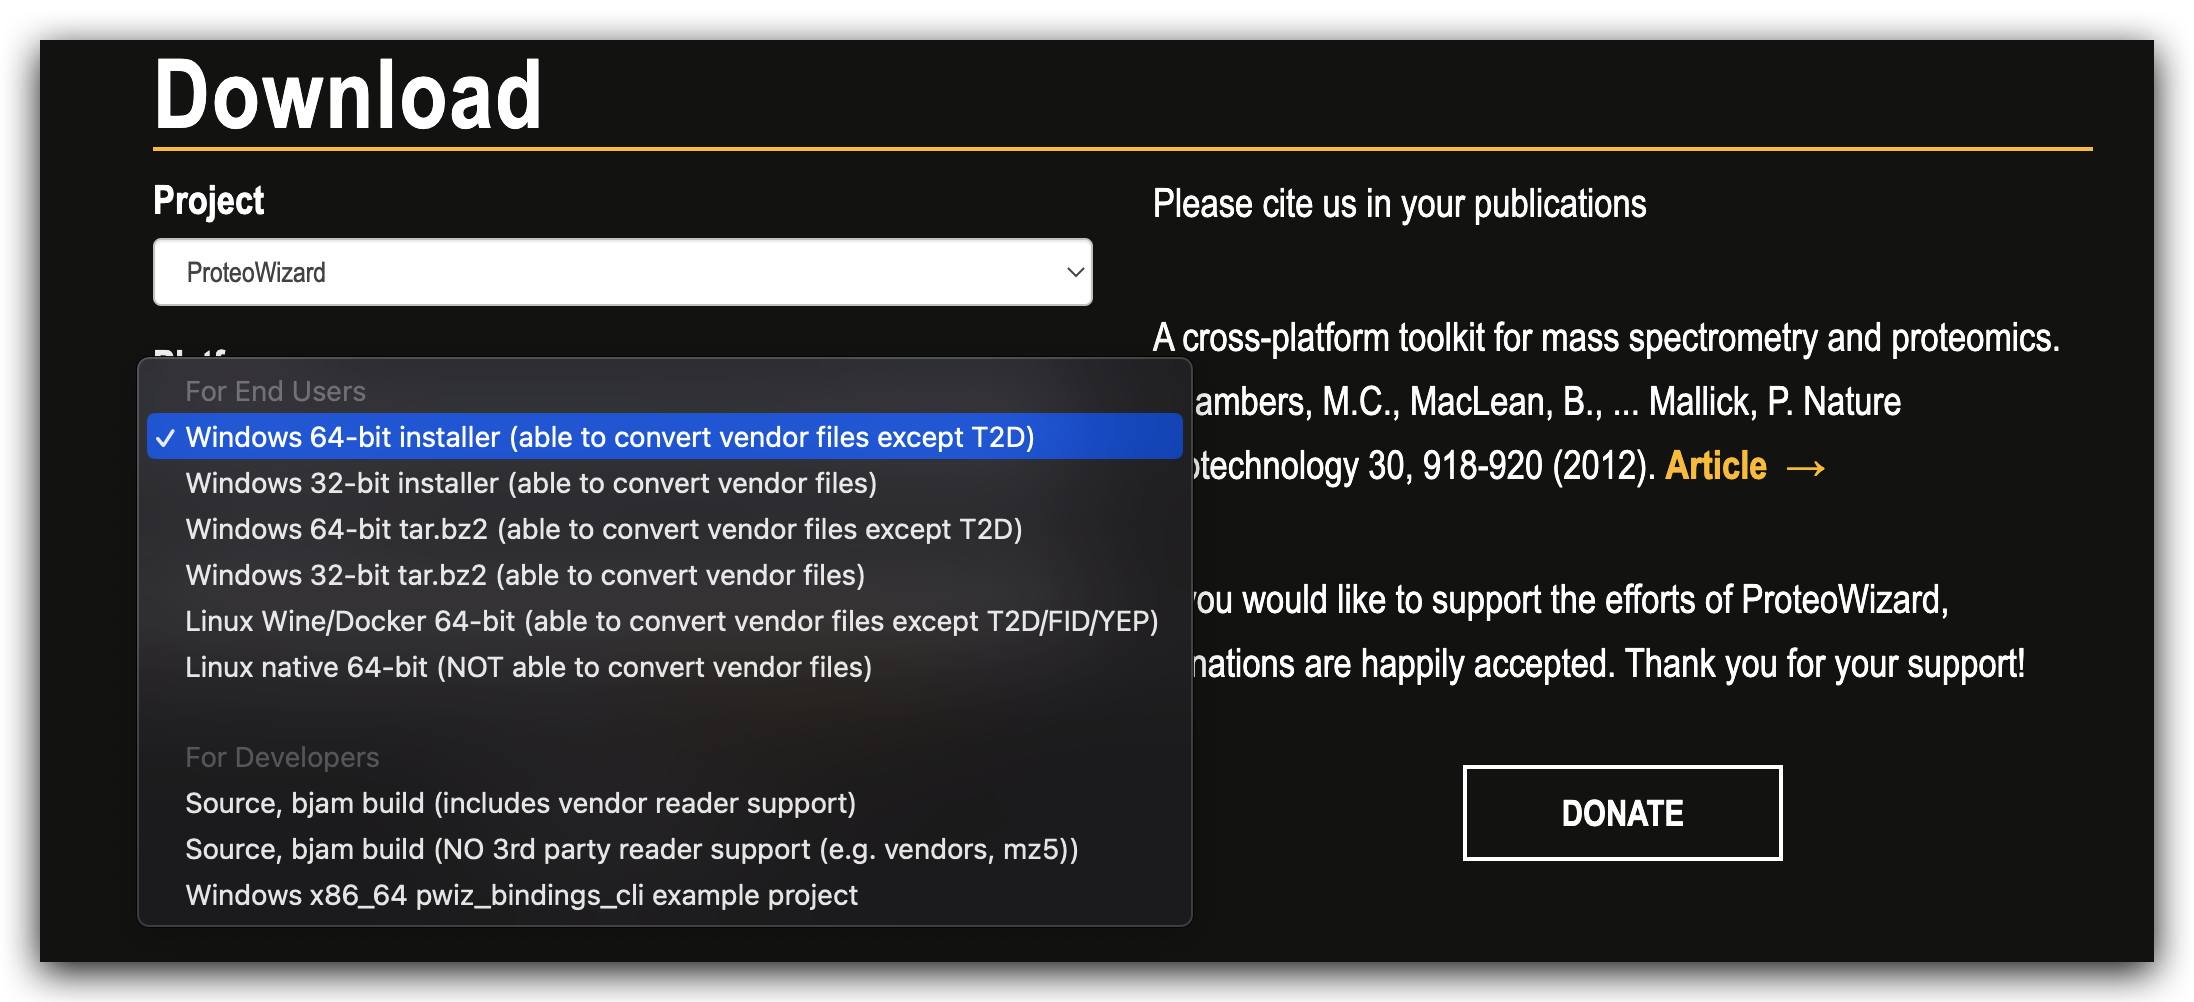 Download
Project
ProteoWizard
For End Users
✓ Windows 64-bit installer (able to convert vendor files except T2D)
Windows 32-bit installer (able to convert vendor files)
Windows 64-bit tar.bz2 (able to convert vendor files except T2D)
Windows 32-bit tar.bz2 (able to convert vendor files)
Linux Wine/Docker 64-bit (able to convert vendor files except T2D/FID/YEP)
Linux native 64-bit (NOT able to convert vendor files)
For Developers
Source, bjam build (includes vendor reader support)
Source, bjam build (NO 3rd party reader support (e.g. vendors, mz5))
Windows x86_64 pwiz_bindings_cli example project
Please cite us in your publications
A cross-platform toolkit for mass spectrometry and proteomics.
ambers, M.C., MacLean, B., ... Mallick, P. Nature
otechnology 30, 918-920 (2012). Article →
you would like to support the efforts of ProteoWizard,
nations are happily accepted. Thank you for your support!
DONATE